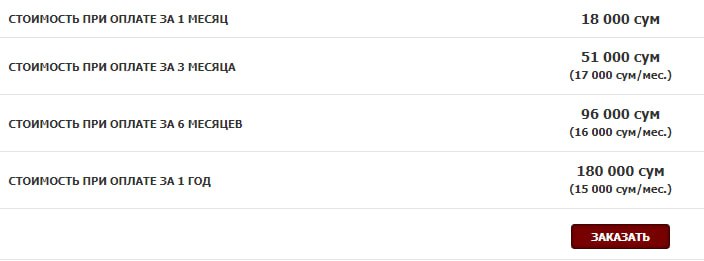 СТОИМОСТЬ ПРИ ОПЛАТЕ ЗА 1 МЕСЯЦ
18 000 сум
СТОИМОСТЬ ПРИ ОПЛАТЕ ЗА 3 МЕСЯЦА
51 000 сум
(17 000 сум/мес.)
СТОИМОСТЬ ПРИ ОПЛАТЕ ЗА 6 МЕСЯЦЕВ
96 000 сум
(16 000 сум/мес.)
СТОИМОСТЬ ПРИ ОПЛАТЕ ЗА 1 ГОД
180 000 сум
(15 000 сум/мес.)
ЗАКАЗАТЬ